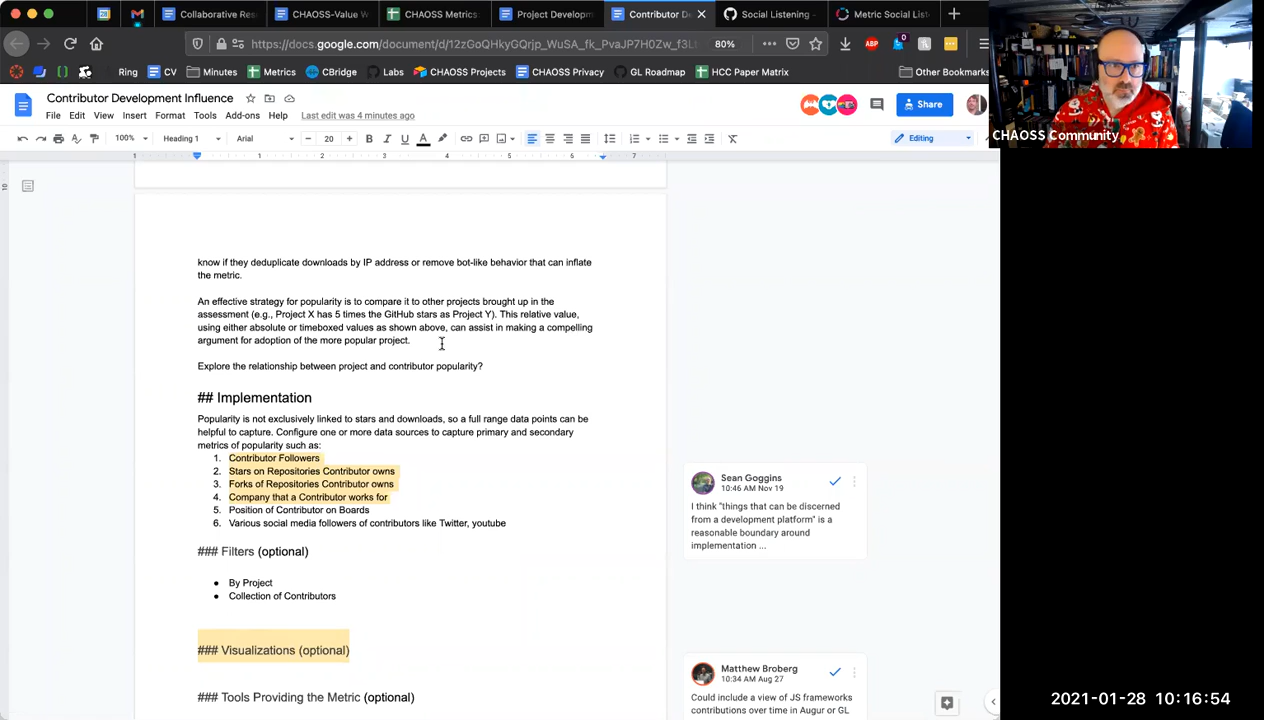 Collaborative Res
CHAOSS-Value W
CHAOSS Metrics:
Project Developm
Contributor De
Social Listening -
Metric Social List
https://docs.google.com/document/d/12zGoQHkyGQrjp_WuSA_fk_PvaJP7H0Zw_f3L
80%
ABP
0
Ring
CV
Minutes
Metrics
CBridge
Labs
CHAOSS Projects
CHAOSS Privacy
GL Roadmap
HCC Paper Matrix
Other Bookmarks
Contributor Development Influence
File Edit View Insert Format Tools Add-ons Help Last edit was 4 minutes ago
Share
100% Heading 1 Arial 20 B I U A Editing
1 1 2 3 4 5 6 7
CHAOSS Community
know if they deduplicate downloads by IP address or remove bot-like behavior that can inflate
the metric.
An effective strategy for popularity is to compare it to other projects brought up in the
assessment (e.g., Project X has 5 times the GitHub stars as Project Y). This relative value,
using either absolute or timeboxed values as shown above, can assist in making a compelling
argument for adoption of the more popular project.
Explore the relationship between project and contributor popularity?
## Implementation
Popularity is not exclusively linked to stars and downloads, so a full range data points can be
helpful to capture. Configure one or more data sources to capture primary and secondary
metrics of popularity such as:
1. Contributor Followers
2. Stars on Repositories Contributor owns
3. Forks of Repositories Contributor owns
4. Company that a Contributor works for
5. Position of Contributor on Boards
6. Various social media followers of contributors like Twitter, youtube
### Filters (optional)
● By Project
● Collection of Contributors
### Visualizations (optional)
### Tools Providing the Metric (optional)
Sean Goggins
10:46 AM Nov 19
I think "things that can be discerned
from a development platform" is a
reasonable boundary around
implementation ...
Matthew Broberg
10:34 AM Aug 27
Could include a view of JS frameworks
contributions over time in Augur or GL
2021-01-28 10:16:54